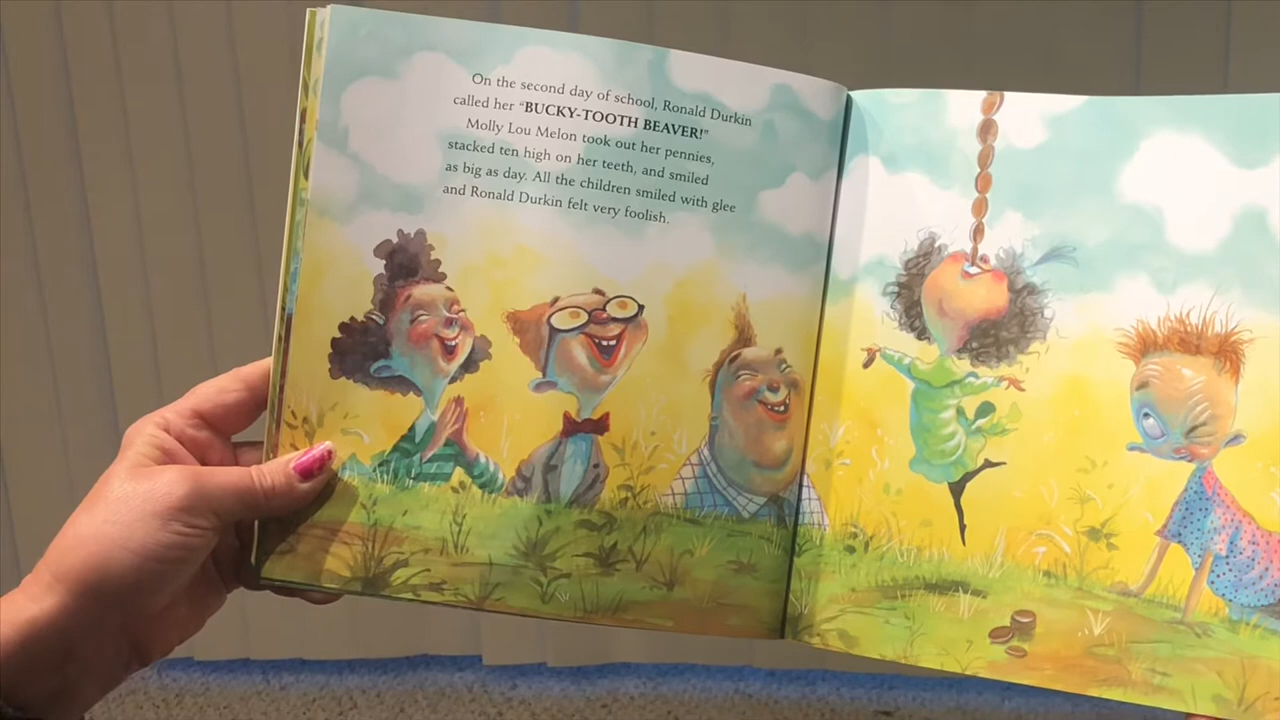 On the second day of school, Ronald Durkin
called her “BUCKY-TOOTH BEAVER!”
Molly Lou Melon took out her pennies,
stacked ten high on her teeth, and smiled
as big as day. All the children smiled with glee
and Ronald Durkin felt very foolish.